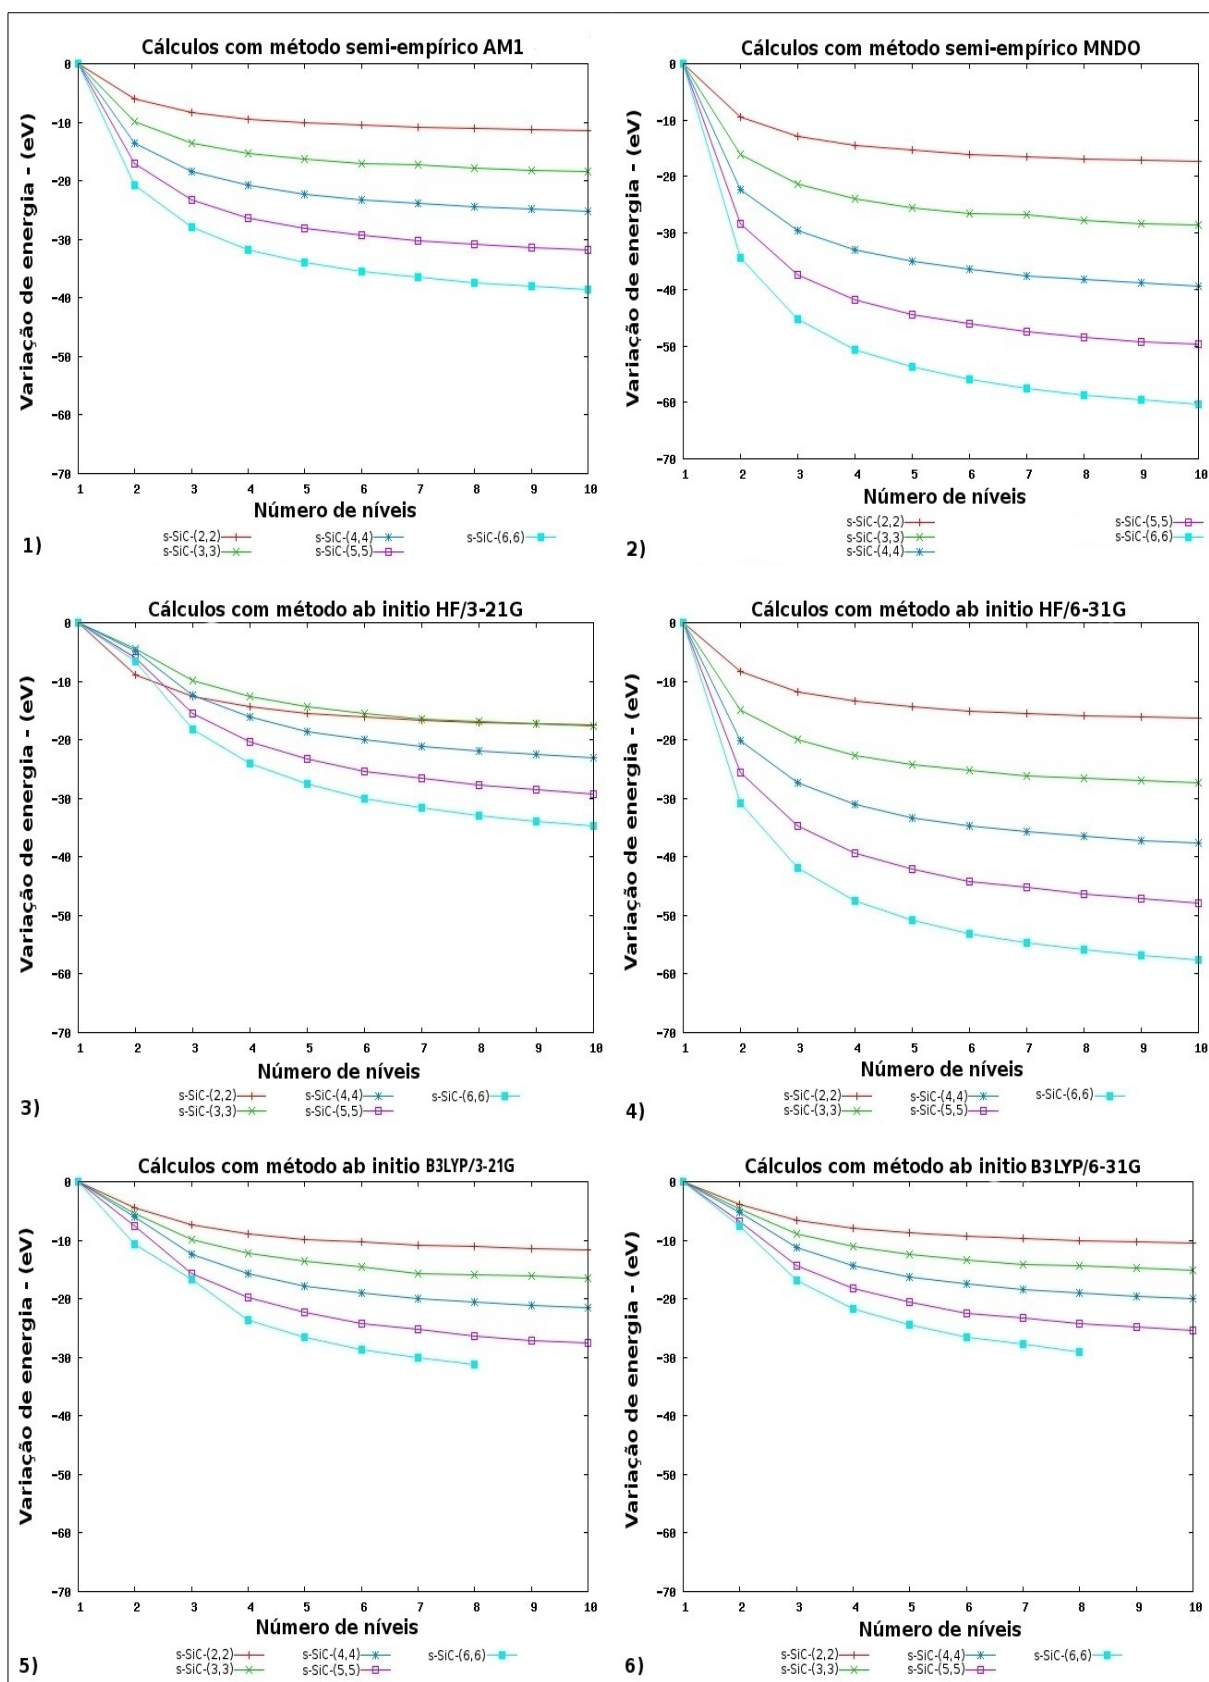 Cálculos com método semi-empírico AM1
Variação de energia - (eV)
0
-10
-20
-30
-40
-50
-60
-70
1 2 3 4 5 6 7 8 9 10
Número de níveis
s-SiC-(2,2) s-SiC-(4,4) s-SiC-(6,6)
s-SiC-(3,3) s-SiC-(5,5)
1)
Cálculos com método semi-empírico MNDO
Variação de energia - (eV)
0
-10
-20
-30
-40
-50
-60
-70
1 2 3 4 5 6 7 8 9 10
Número de níveis
s-SiC-(2,2) s-SiC-(5,5)
s-SiC-(3,3) s-SiC-(6,6)
s-SiC-(4,4)
2)
Cálculos com método ab initio HF/3-21G
Variação de energia - (eV)
0
-10
-20
-30
-40
-50
-60
-70
1 2 3 4 5 6 7 8 9 10
Número de níveis
s-SiC-(2,2) s-SiC-(4,4) s-SiC-(6,6)
s-SiC-(3,3) s-SiC-(5,5)
3)
Cálculos com método ab initio HF/6-31G
Variação de energia - (eV)
0
-10
-20
-30
-40
-50
-60
-70
1 2 3 4 5 6 7 8 9 10
Número de níveis
s-SiC-(2,2) s-SiC-(4,4) s-SiC-(6,6)
s-SiC-(3,3) s-SiC-(5,5)
4)
Cálculos com método ab initio B3LYP/3-21G
Variação de energia - (eV)
0
-10
-20
-30
-40
-50
-60
-70
1 2 3 4 5 6 7 8 9 10
Número de níveis
s-SiC-(2,2) s-SiC-(4,4) s-SiC-(6,6)
s-SiC-(3,3) s-SiC-(5,5)
5)
Cálculos com método ab initio B3LYP/6-31G
Variação de energia - (eV)
0
-10
-20
-30
-40
-50
-60
-70
1 2 3 4 5 6 7 8 9 10
Número de níveis
s-SiC-(2,2) s-SiC-(4,4) s-SiC-(6,6)
s-SiC-(3,3) s-SiC-(5,5)
6)